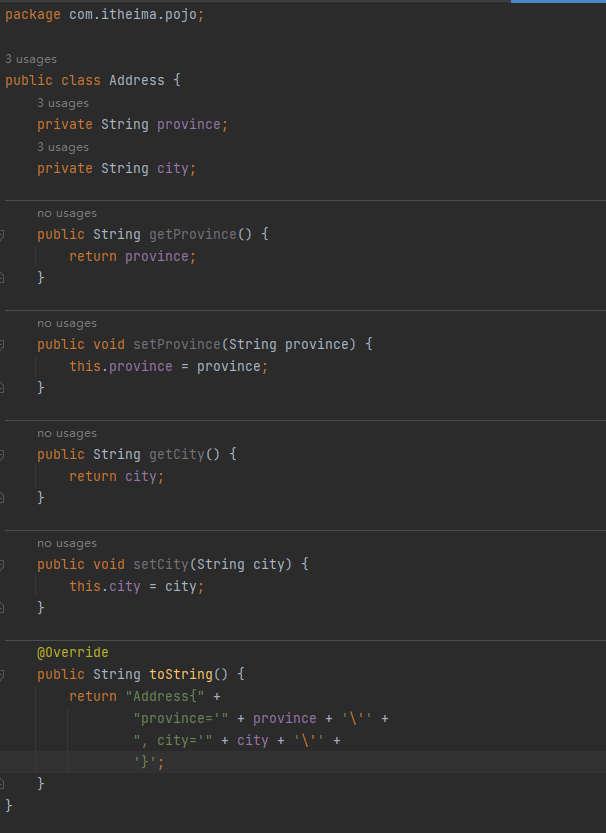 package com.itheima.pojo;
3 usages
public class Address {
3 usages
private String province;
3 usages
private String city;
no usages
public String getProvince() {
return province;
}
no usages
public void setProvince(String province) {
this.province = province;
}
no usages
public String getCity() {
return city;
}
no usages
public void setCity(String city) {
this.city = city;
}
@Override
public String toString() {
return "Address{" +
"province='" + province + '\'' +
", city='" + city + '\'' +
'}';
}
}